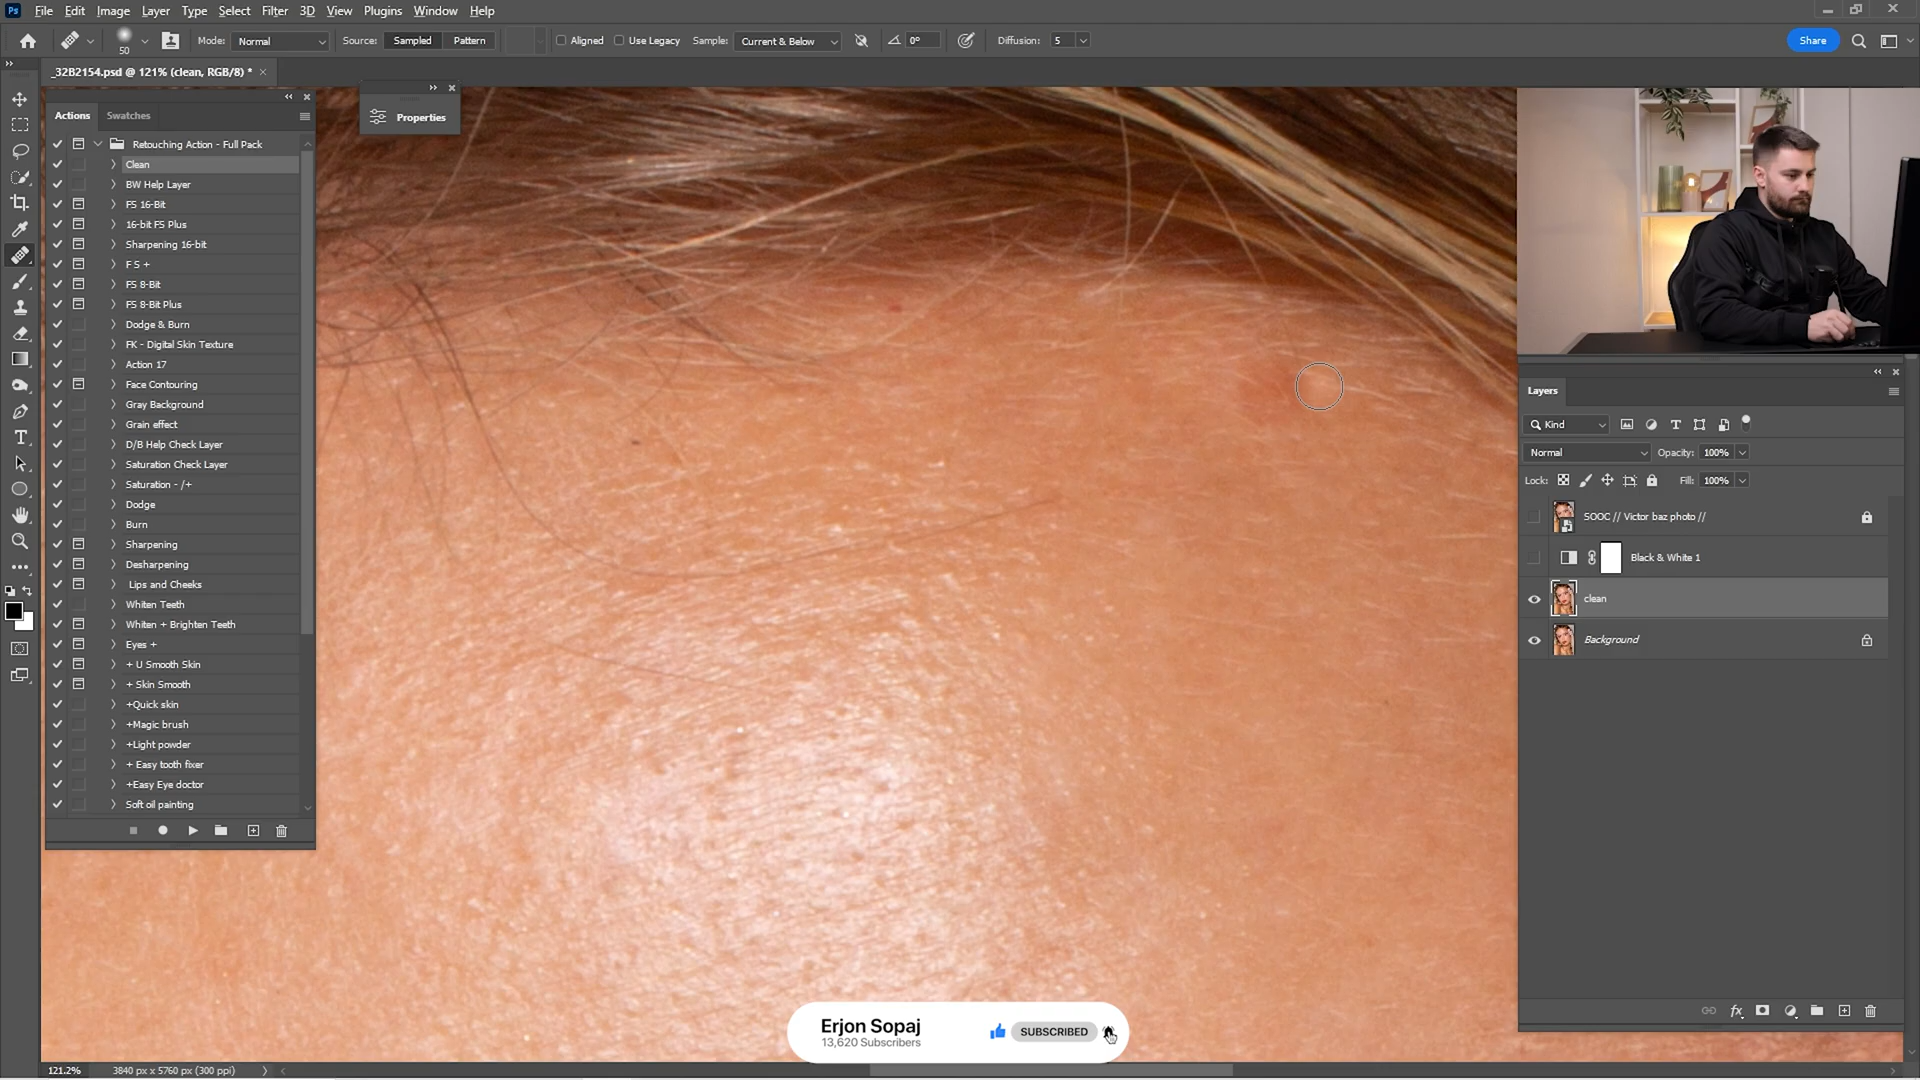 Ps File Edit Image Layer Type Select Filter 3D View Plugins Window Help
50 Mode: Normal Source: Sampled Pattern Aligned Use Legacy Sample: Current & Below 0° Diffusion: 5 Share
_32B2154.psd @ 121% (clean, RGB/8) *
Actions Swatches
Retouching Action - Full Pack
Clean
BW Help Layer
FS 16-Bit
16-bit FS Plus
Sharpening 16-bit
F S +
FS 8-Bit
FS 8-Bit Plus
Dodge & Burn
FK - Digital Skin Texture
Action 17
Face Contouring
Gray Background
Grain effect
D/B Help Check Layer
Saturation Check Layer
Saturation - /+
Dodge
Burn
Sharpening
Desharpening
Lips and Cheeks
Whiten Teeth
Whiten + Brighten Teeth
Eyes +
+ U Smooth Skin
+ Skin Smooth
+Quick skin
+Magic brush
+Light powder
+ Easy tooth fixer
+Easy Eye doctor
Soft oil painting
Properties
Layers
Kind
Normal Opacity: 100%
Lock: Fill: 100%
SOOC // Victor baz photo //
Black & White 1
clean
Background
Erjon Sopaj
13,620 Subscribers
SUBSCRIBED
121.2% 3840 px x 5760 px (300 ppi)